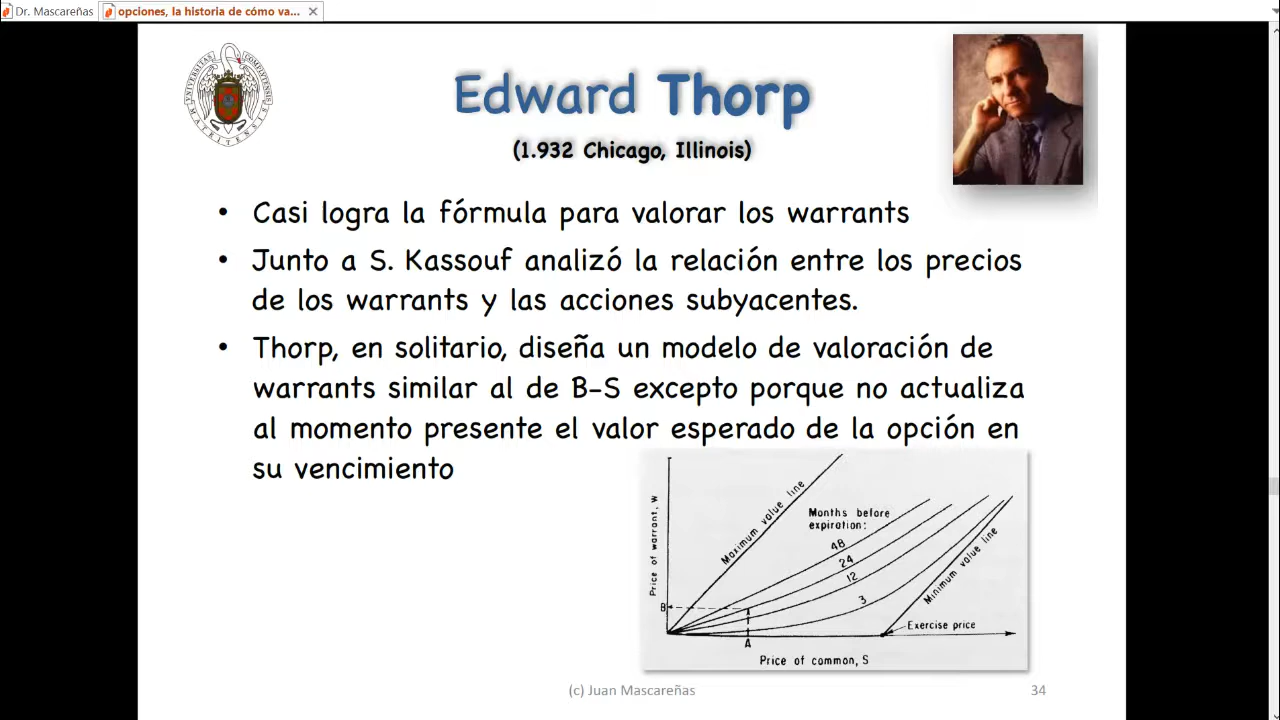 Dr. Mascareñas
opciones, la historia de cómo va...
UNIVERSITAS COMPLUTENSIS MATRITENSIS
Edward Thorp
(1.932 Chicago, Illinois)
• Casi logra la fórmula para valorar los warrants
• Junto a S. Kassouf analizó la relación entre los precios
de los warrants y las acciones subyacentes.
• Thorp, en solitario, diseña un modelo de valoración de
warrants similar al de B-S excepto porque no actualiza
al momento presente el valor esperado de la opción en
su vencimiento
Price of warrant, W
Maximum value line
Months before
expiration:
48
24
12
3
Minimum value line
B
A
Exercise price
Price of common, S
(c) Juan Mascareñas
34